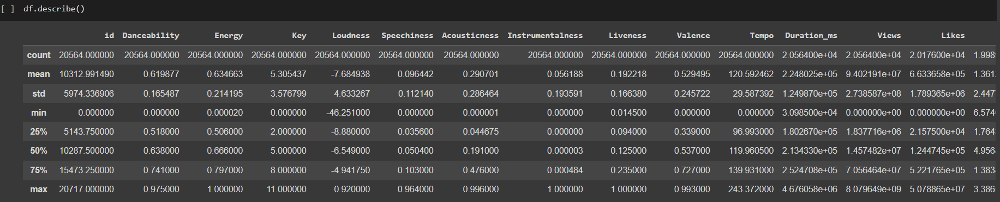 [ ] df.describe()
id Danceability Energy Key Loudness Speechiness Acousticness Instrumentalness Liveness Valence Tempo Duration_ms Views Likes
count 20564.000000 20564.000000 20564.000000 20564.000000 20564.000000 20564.000000 20564.000000 20564.000000 20564.000000 20564.000000 20564.000000 2.056400e+04 2.056400e+04 2.017600e+04 1.998
mean 10312.991490 0.619877 0.634663 5.305437 -7.684938 0.096442 0.290701 0.056188 0.192218 0.529495 120.592462 2.248025e+05 9.402191e+07 6.633658e+05 1.361
std 5974.336906 0.165487 0.214195 3.576799 4.633267 0.112140 0.286464 0.193591 0.166380 0.245722 29.587392 1.249870e+05 2.738587e+08 1.789365e+06 2.447
min 0.000000 0.000000 0.000020 0.000000 -46.251000 0.000000 0.000001 0.000000 0.014500 0.000000 0.000000 3.098500e+04 0.000000e+00 0.000000e+00 6.574
25% 5143.750000 0.518000 0.506000 2.000000 -8.880000 0.035600 0.044675 0.000000 0.094000 0.339000 96.993000 1.802670e+05 1.837716e+06 2.157500e+04 1.764
50% 10287.500000 0.638000 0.666000 5.000000 -6.549000 0.050400 0.191000 0.000003 0.125000 0.537000 119.960500 2.134330e+05 1.457482e+07 1.244745e+05 4.956
75% 15473.250000 0.741000 0.797000 8.000000 -4.941750 0.103000 0.476000 0.000484 0.235000 0.727000 139.931000 2.524708e+05 7.056464e+07 5.221765e+05 1.383
max 20717.000000 0.975000 1.000000 11.000000 0.920000 0.964000 0.996000 1.000000 1.000000 0.993000 243.372000 4.676058e+06 8.079649e+09 5.078865e+07 3.386